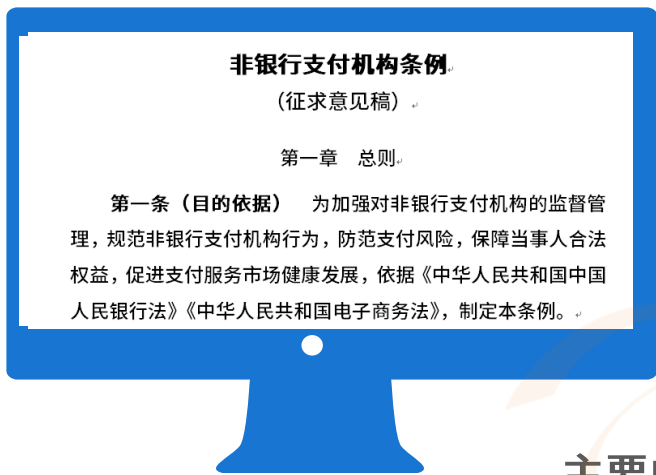 非银行支付机构条例
（征求意见稿）
第一章　总则
第一条（目的依据）　为加强对非银行支付机构的监督管
理，规范非银行支付机构行为，防范支付风险，保障当事人合法
权益，促进支付服务市场健康发展，依据《中华人民共和国中国
人民银行法》《中华人民共和国电子商务法》，制定本条例。
主要